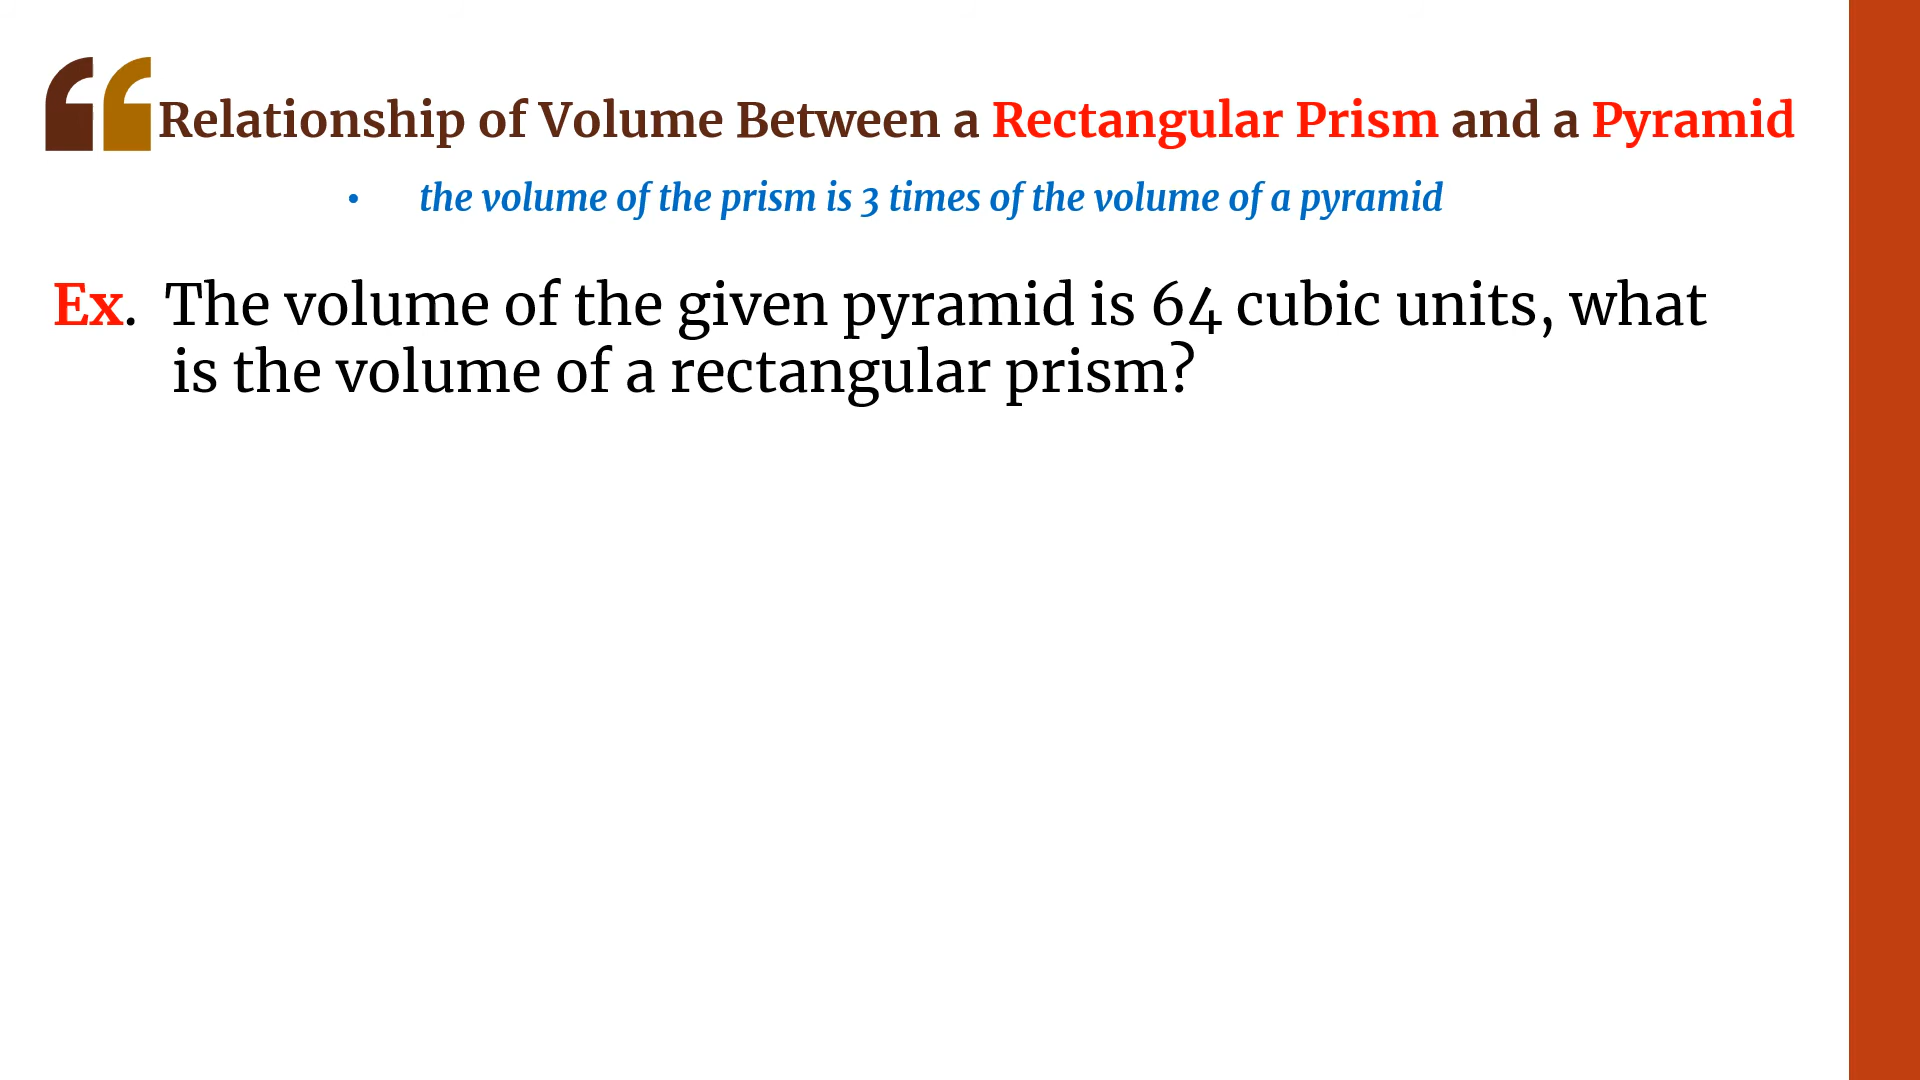 Relationship of Volume Between a Rectangular Prism and a Pyramid
• the volume of the prism is 3 times of the volume of a pyramid
Ex. The volume of the given pyramid is 64 cubic units, what
is the volume of a rectangular prism?